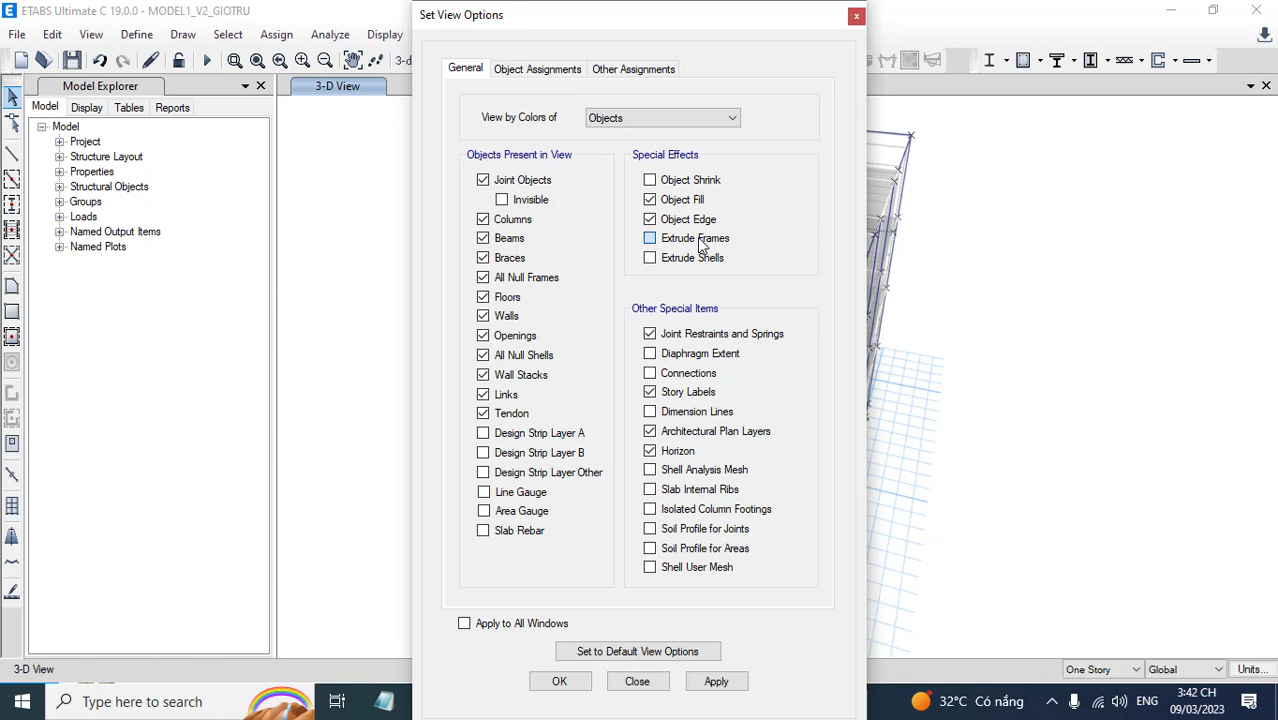 ETABS Ultimate C 19.0.0 - MODEL1_V2_GIOTRU
File Edit View Define Draw Select Assign Analyze Display
3-d
Model Explorer
Model Display Tables Reports
Model
Project
Structure Layout
Properties
Structural Objects
Groups
Loads
Named Output Items
Named Plots
3-D View
Set View Options
General Object Assignments Other Assignments
View by Colors of Objects
Objects Present in View
Joint Objects
Invisible
Columns
Beams
Braces
All Null Frames
Floors
Walls
Openings
All Null Shells
Wall Stacks
Links
Tendon
Design Strip Layer A
Design Strip Layer B
Design Strip Layer Other
Line Gauge
Area Gauge
Slab Rebar
Special Effects
Object Shrink
Object Fill
Object Edge
Extrude Frames
Extrude Shells
Other Special Items
Joint Restraints and Springs
Diaphragm Extent
Connections
Story Labels
Dimension Lines
Architectural Plan Layers
Horizon
Shell Analysis Mesh
Slab Internal Ribs
Isolated Column Footings
Soil Profile for Joints
Soil Profile for Areas
Shell User Mesh
Apply to All Windows
Set to Default View Options
OK Close Apply
3-D View
One Story Global Units...
Type here to search
32°C Có nắng
ENG
3:42 CH
09/03/2023